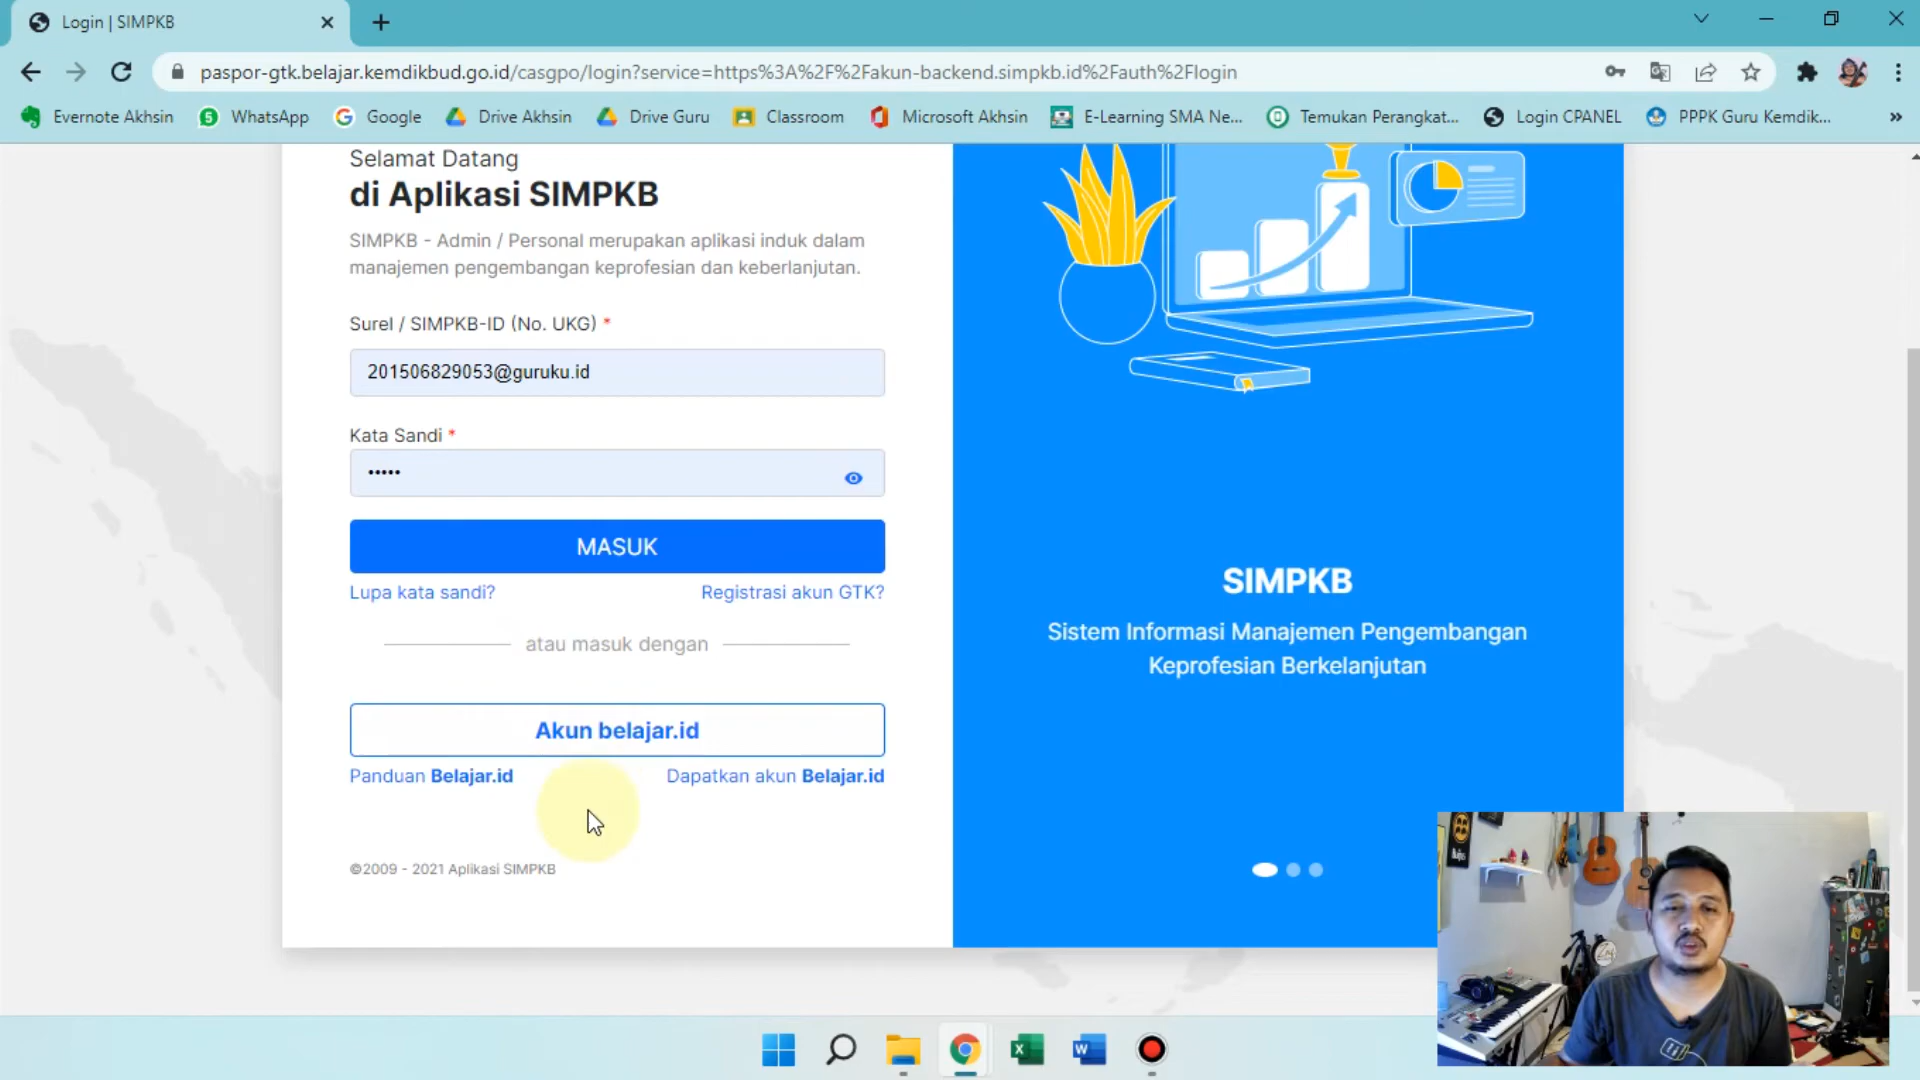 Login | SIMPKB
paspor-gtk.belajar.kemdikbud.go.id/casgpo/login?service=https%3A%2F%2Fakun-backend.simpkb.id%2Fauth%2Flogin
Evernote Akhsin
5
WhatsApp
Google
Drive Akhsin
Drive Guru
Classroom
Microsoft Akhsin
E-Learning SMA Ne...
Temukan Perangkat...
Login CPANEL
PPPK Guru Kemdik...
»
Selamat Datang
di Aplikasi SIMPKB
SIMPKB - Admin / Personal merupakan aplikasi induk dalam
manajemen pengembangan keprofesian dan keberlanjutan.
Surel / SIMPKB-ID (No. UKG) *
201506829053@guruku.id
Kata Sandi *
•••••
MASUK
Lupa kata sandi?
Registrasi akun GTK?
atau masuk dengan
Akun belajar.id
Panduan Belajar.id
Dapatkan akun Belajar.id
©2009 - 2021 Aplikasi SIMPKB
SIMPKB
Sistem Informasi Manajemen Pengembangan
Keprofesian Berkelanjutan